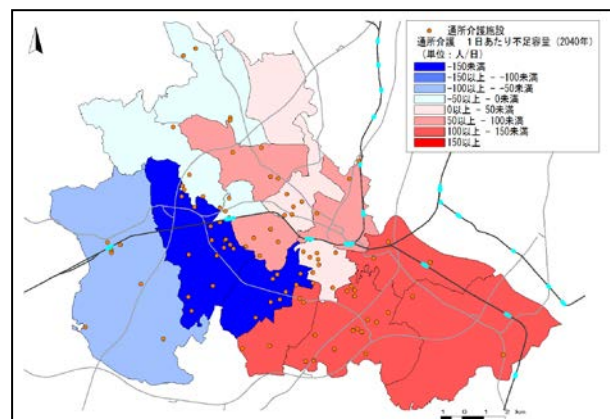 通所介護施設
通所介護 1日あたり不足容量(2040年)
(単位:人/日)
-150未満
-150以上 - -100未満
-100以上 - -50未満
-50以上 - 0未満
0以上 - 50未満
50以上 - 100未満
100以上 - 150未満
150以上
1 0 2 km